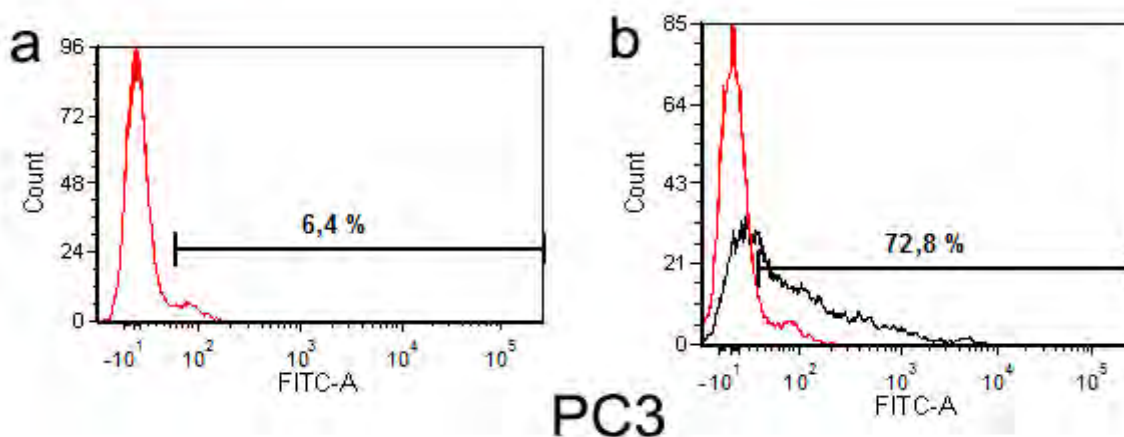 a
96
72
48
24
0
Count
6,4 %
-10¹ 10² 10³ 10⁴ 10⁵
FITC-A
b
85
64
43
21
0
Count
72,8 %
-10¹ 10² 10³ 10⁴ 10⁵
FITC-A
PC3